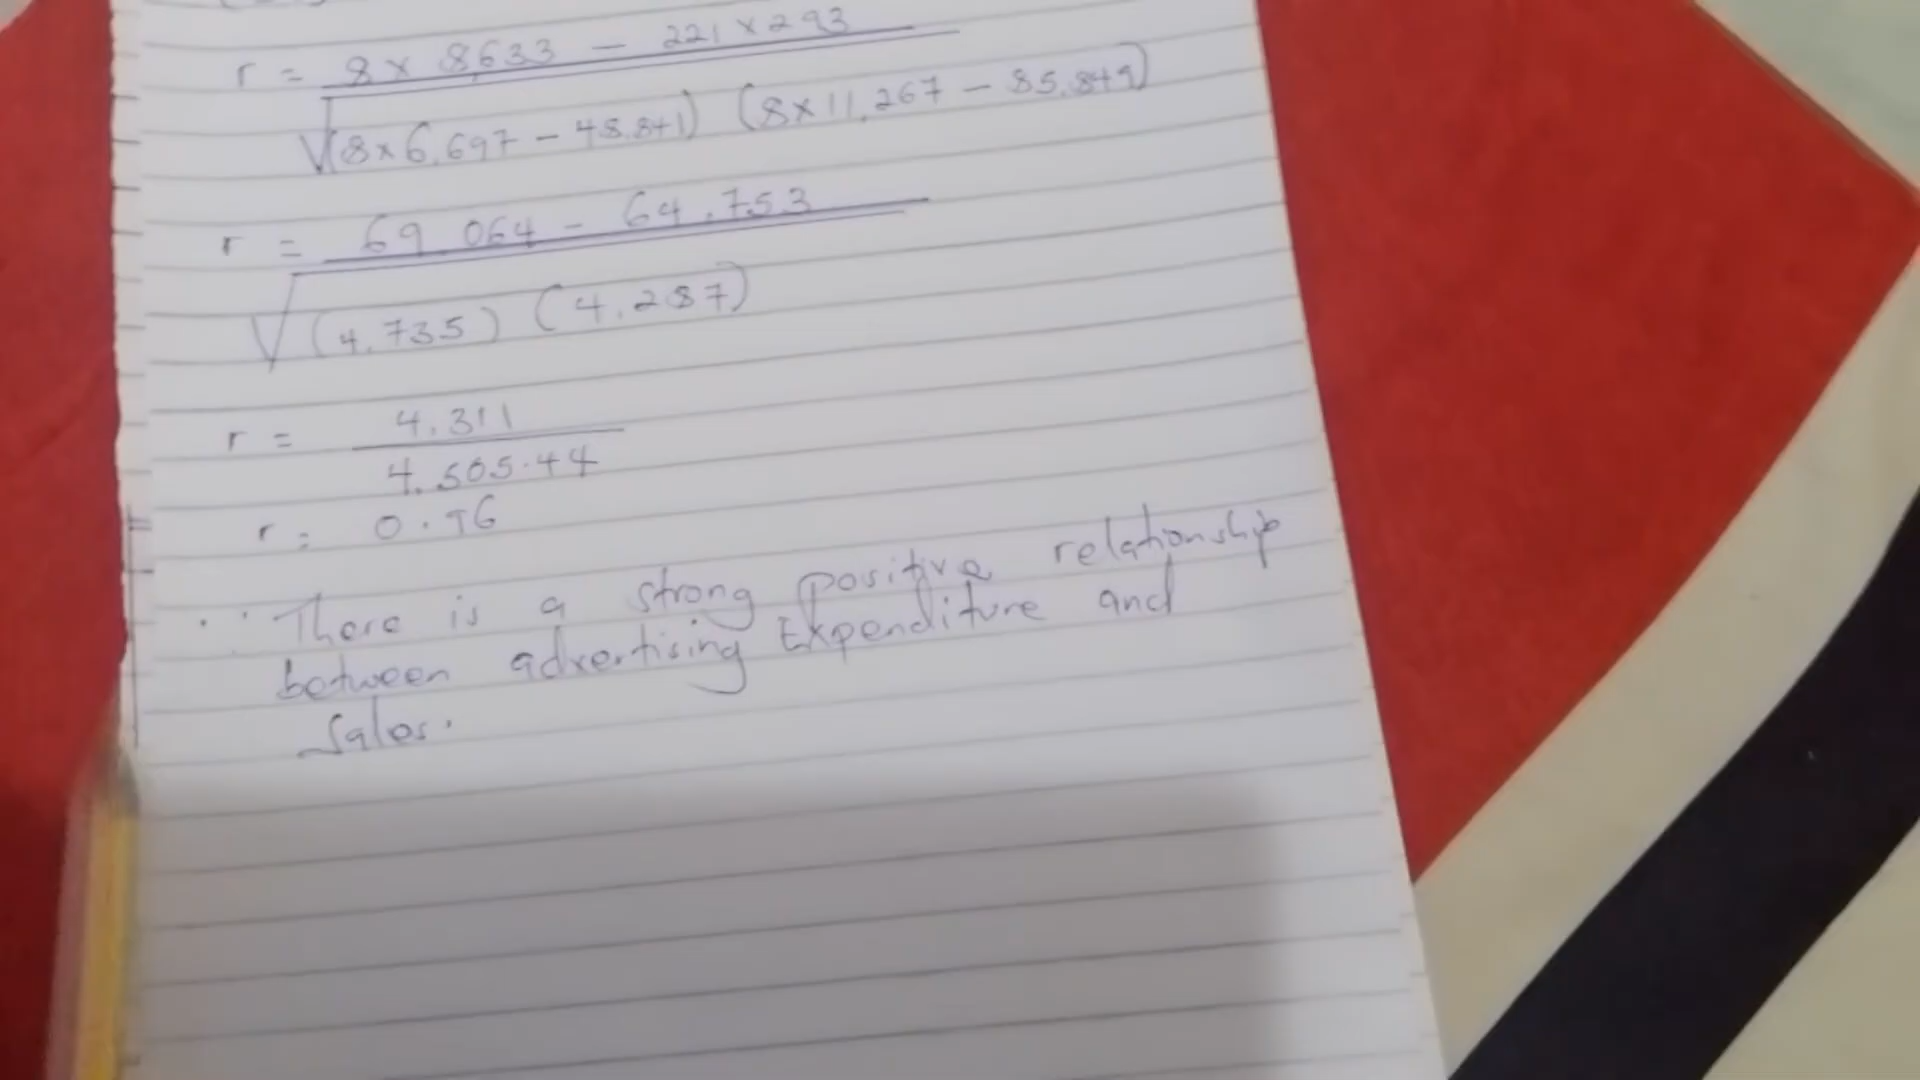 r = 8 x 8,633 - 221 x 293
√(8x6,697 - 48,841) (8x11,267 - 85,849)
r = 69 064 - 64,753
√(4,735) (4,287)
r = 4,311
4,505.44
r = 0.96
∴ There is a strong positive relationship
between advertising Expenditure and
Sales.